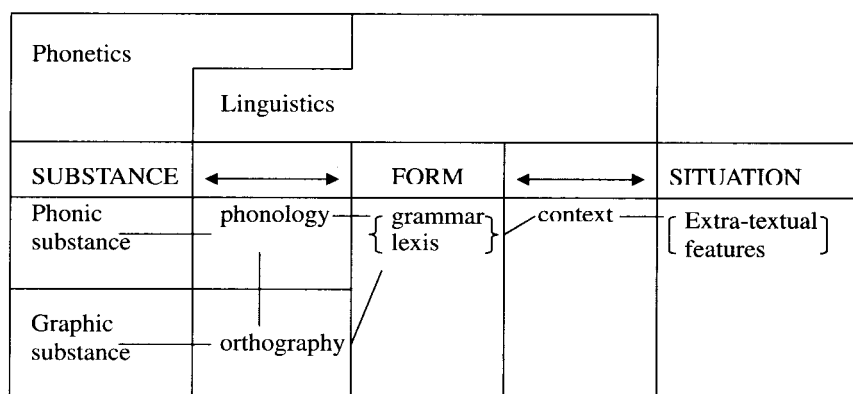 Phonetics
Linguistics
SUBSTANCE FORM SITUATION
Phonic substance
phonology
grammar
lexis
context
Extra-textual
features
Graphic
substance
orthography